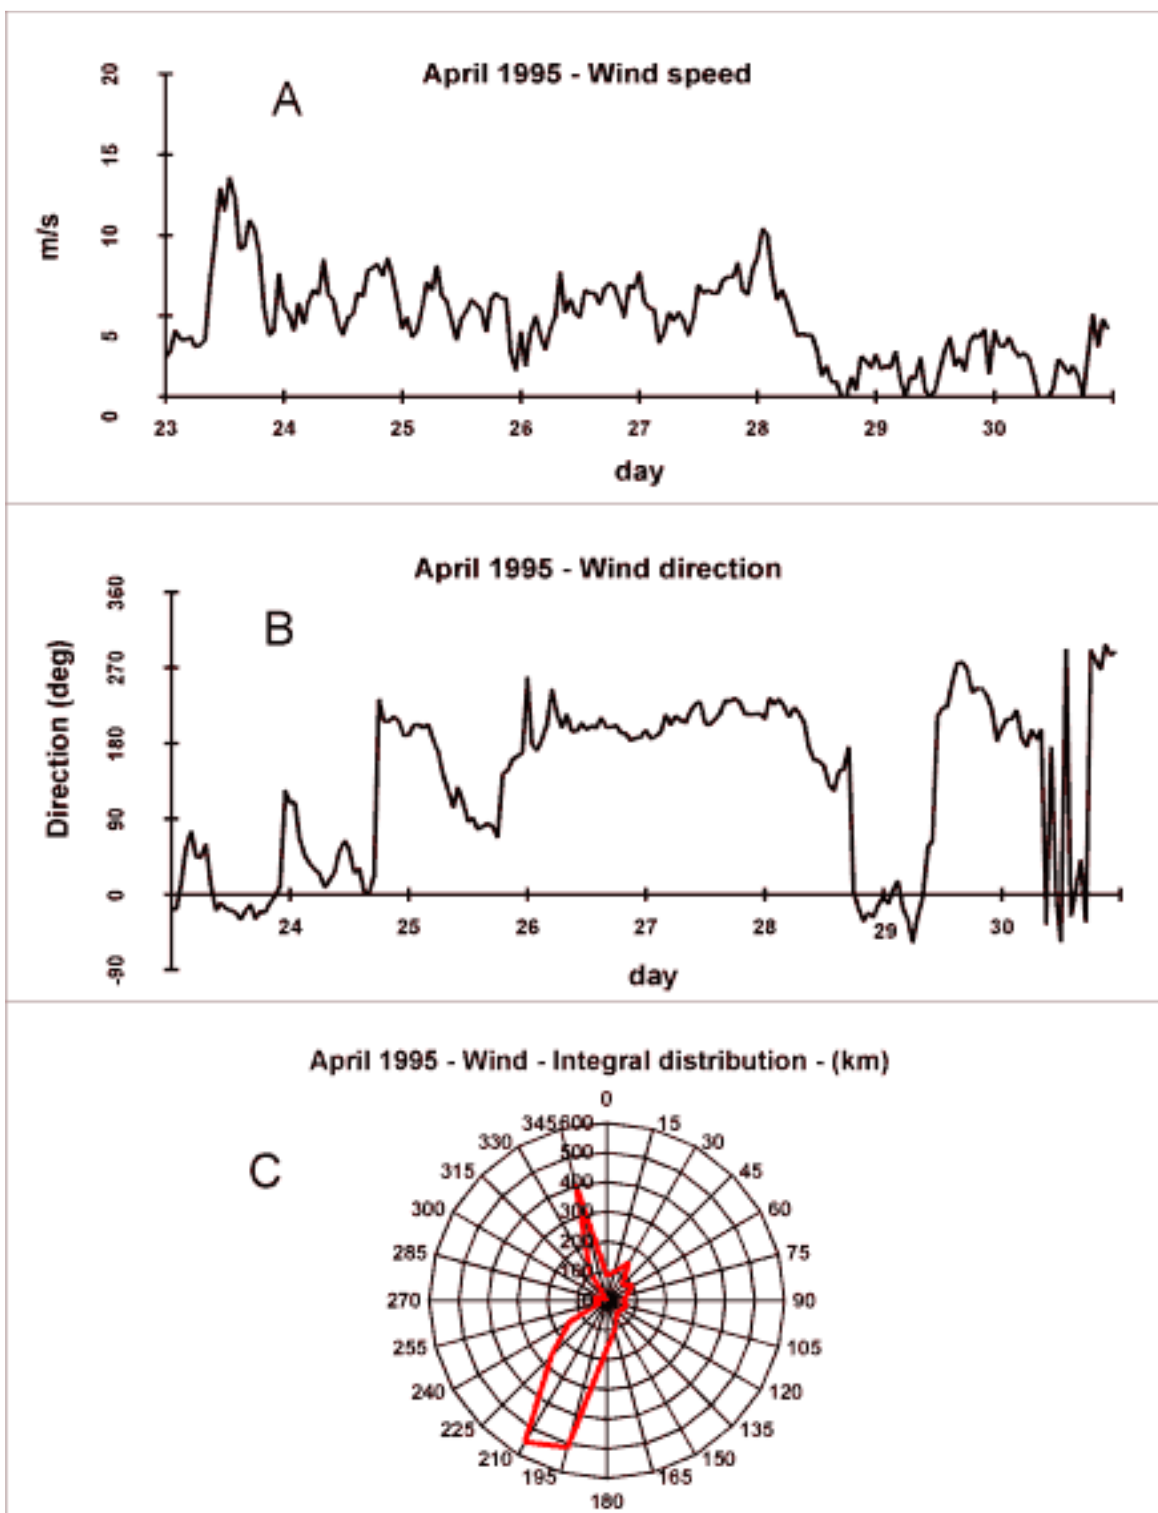 April 1995 - Wind speed
A
20
15
10
5
0
m/s
23 24 25 26 27 28 29 30
day
April 1995 - Wind direction
B
360
270
180
90
0
-90
Direction (deg)
24 25 26 27 28 29 30
day
April 1995 - Wind - Integral distribution - (km)
C
0
345 600 15
330 500 30
315 400 45
300 300 60
285 200 75
100
270 0 90
255 105
240 120
225 135
210 150
195 165
180